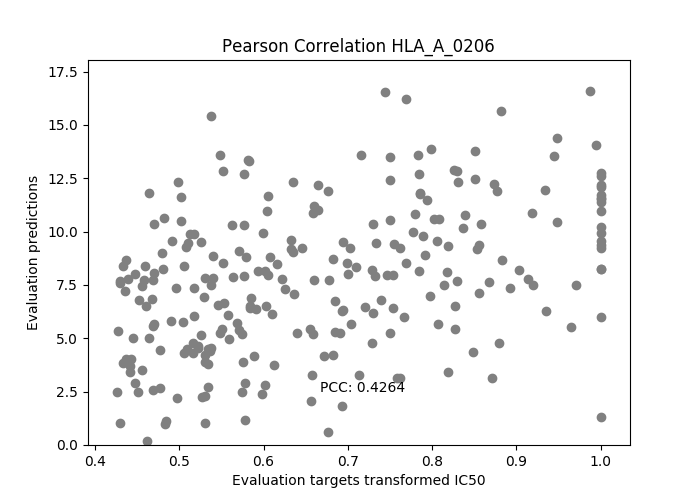 Pearson Correlation HLA_A_0206
17.5
15.0
12.5
10.0
7.5
5.0
2.5
0.0
Evaluation predictions
PCC: 0.4264
0.4 0.5 0.6 0.7 0.8 0.9 1.0
Evaluation targets transformed IC50